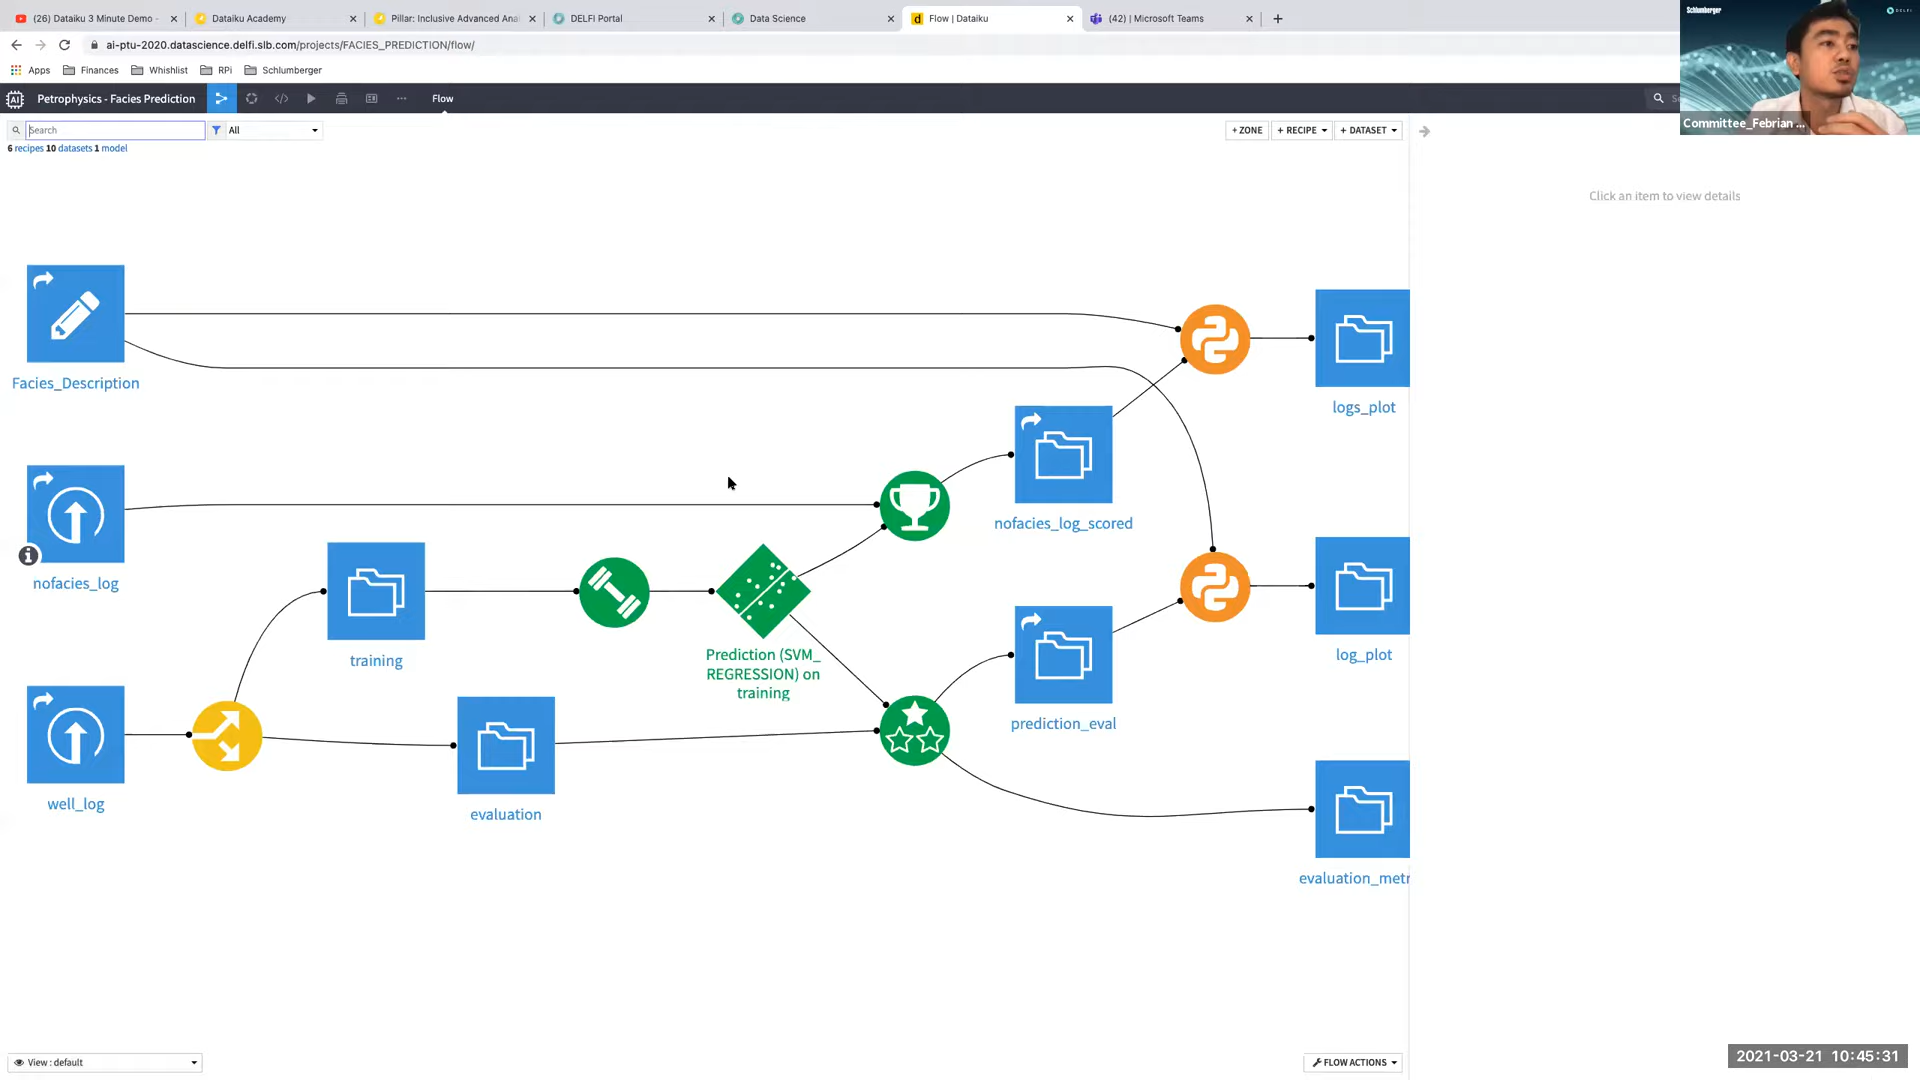 (26) Dataiku 3 Minute Demo -
Dataiku Academy
Pillar: Inclusive Advanced Ana
DELFI Portal
Data Science
Flow | Dataiku
(42) | Microsoft Teams
ai-ptu-2020.datascience.delfi.slb.com/projects/FACIES_PREDICTION/flow/
Apps
Finances
Whishlist
RPi
Schlumberger
Schlumberger
DELFI
Committee_Febrian ...
Petrophysics - Facies Prediction
Flow
Search
All
+ ZONE
+ RECIPE
+ DATASET
6 recipes 10 datasets 1 model
Click an item to view details
Facies_Description
logs_plot
nofacies_log_scored
nofacies_log
training
Prediction (SVM_
REGRESSION) on
training
log_plot
prediction_eval
well_log
evaluation
evaluation_metr
View : default
FLOW ACTIONS
2021-03-21 10:45:31